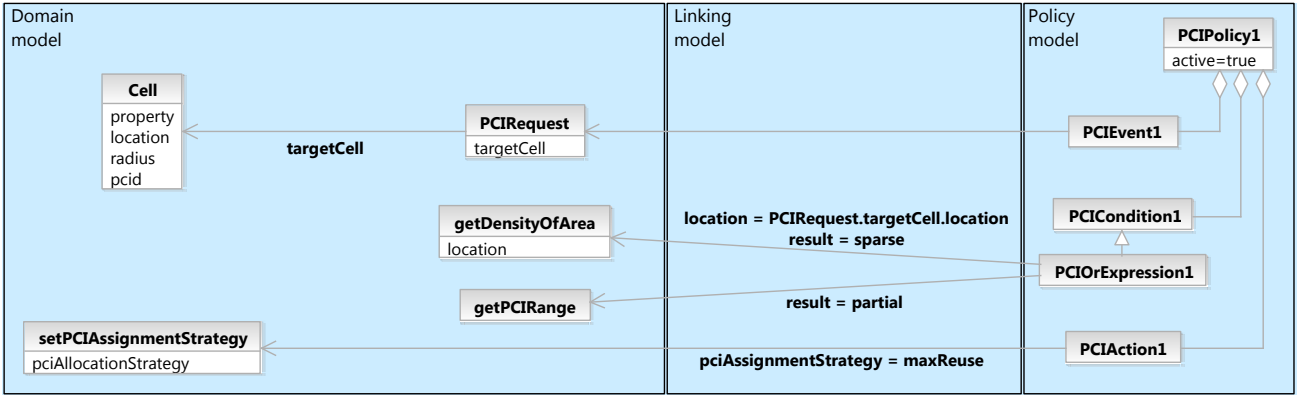 Domain
model
Linking
model
Policy
model
PCIPolicy1
active=true
Cell
property
location
radius
pcid
targetCell
PCIRequest
targetCell
PCIEvent1
getDensityOfArea
location
location = PCIRequest.targetCell.location
result = sparse
PCICondition1
PCIOrExpression1
getPCIRange
result = partial
setPCIAssignmentStrategy
pciAllocationStrategy
pciAssignmentStrategy = maxReuse
PCIAction1